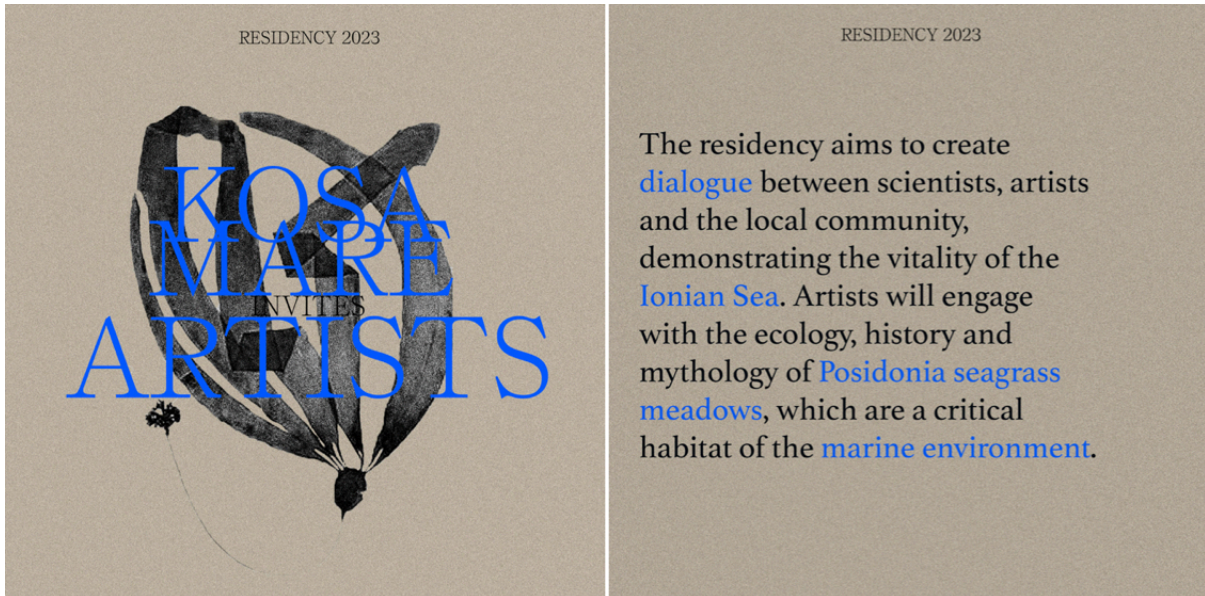 RESIDENCY 2023
KOSA
MARE
INVITES
ARTISTS
RESIDENCY 2023
The residency aims to create
dialogue between scientists, artists
and the local community,
demonstrating the vitality of the
Ionian Sea. Artists will engage
with the ecology, history and
mythology of Posidonia seagrass
meadows, which are a critical
habitat of the marine environment.